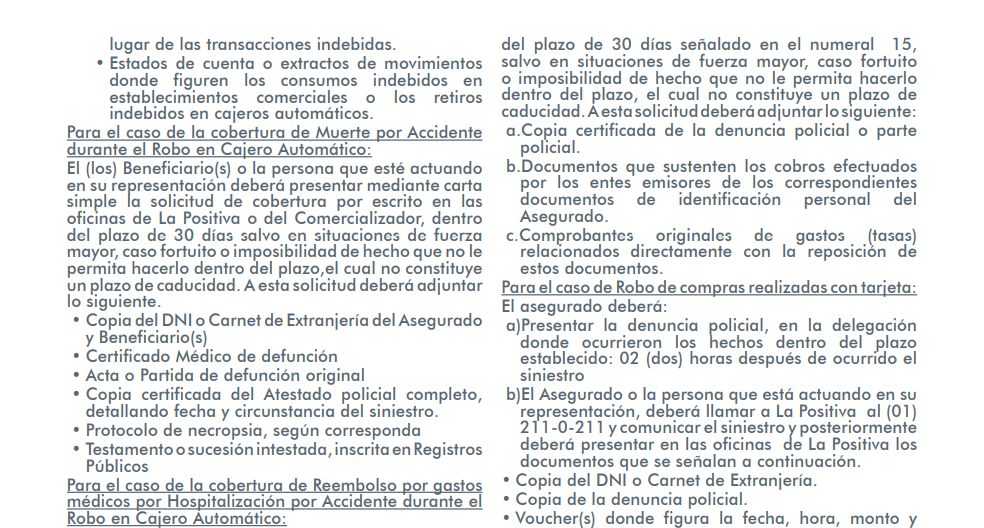 lugar de las transacciones indebidas.
• Estados de cuenta o extractos de movimientos
donde figuren los consumos indebidos en
establecimientos comerciales o los retiros
indebidos en cajeros automáticos.
Para el caso de la cobertura de Muerte por Accidente
durante el Robo en Cajero Automático:
El (los) Beneficiario(s) o la persona que esté actuando
en su representación deberá presentar mediante carta
simple la solicitud de cobertura por escrito en las
oficinas de La Positiva o del Comercializador, dentro
del plazo de 30 días salvo en situaciones de fuerza
mayor, caso fortuito o imposibilidad de hecho que no le
permita hacerlo dentro del plazo,el cual no constituye
un plazo de caducidad. A esta solicitud deberá adjuntar
lo siguiente.
• Copia del DNI o Carnet de Extranjería del Asegurado
y Beneficiario(s)
• Certificado Médico de defunción
• Acta o Partida de defunción original
• Copia certificada del Atestado policial completo,
detallando fecha y circunstancia del siniestro.
• Protocolo de necropsia, según corresponda
• Testamento o sucesión intestada, inscrita en Registros
Públicos
Para el caso de la cobertura de Reembolso por gastos
médicos por Hospitalización por Accidente durante el
Robo en Cajero Automático:
del plazo de 30 días señalado en el numeral 15,
salvo en situaciones de fuerza mayor, caso fortuito
o imposibilidad de hecho que no le permita hacerlo
dentro del plazo, el cual no constituye un plazo de
caducidad. A esta solicitud deberá adjuntar lo siguiente:
a.Copia certificada de la denuncia policial o parte
policial.
b.Documentos que sustenten los cobros efectuados
por los entes emisores de los correspondientes
documentos de identificación personal del
Asegurado.
c.Comprobantes originales de gastos (tasas)
relacionados directamente con la reposición de
estos documentos.
Para el caso de Robo de compras realizadas con tarjeta:
El asegurado deberá:
a)Presentar la denuncia policial, en la delegación
donde ocurrieron los hechos dentro del plazo
establecido: 02 (dos) horas después de ocurrido el
siniestro
b)El Asegurado o la persona que está actuando en su
representación, deberá llamar a La Positiva al (01)
211-0-211 y comunicar el siniestro y posteriormente
deberá presentar en las oficinas de La Positiva los
documentos que se señalan a continuación.
• Copia del DNI o Carnet de Extranjería.
• Copia de la denuncia policial.
• Voucher(s) donde figura la fecha, hora, monto y